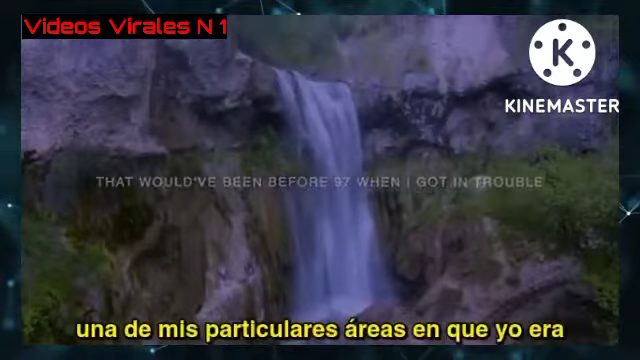 Videos Virales N 1
KINEMASTER
THAT WOULD'VE BEEN BEFORE 97 WHEN I GOT IN TROUBLE
una de mis particulares áreas en que yo era